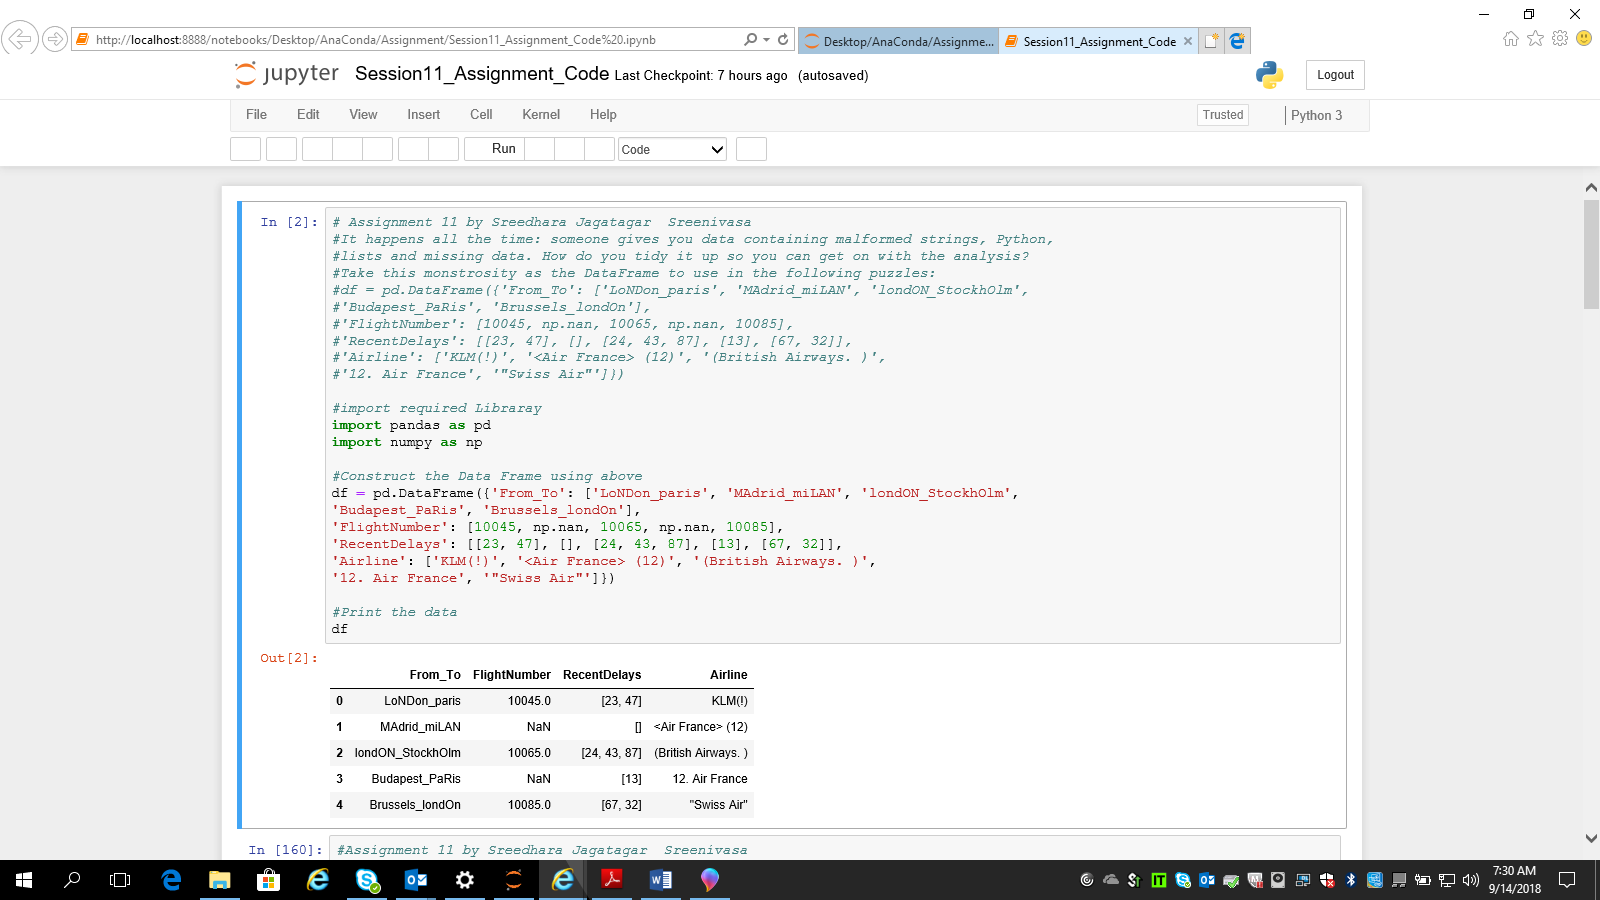 http://localhost:8888/notebooks/Desktop/AnaConda/Assignment/Session11_Assignment_Code%20.ipynb
Desktop/AnaConda/Assignme...
Session11_Assignment_Code
jupyter Session11_Assignment_Code Last Checkpoint: 7 hours ago (autosaved)
Logout
File Edit View Insert Cell Kernel Help
Trusted
Python 3
Run
Code
In [2]:
# Assignment 11 by Sreedhara Jagatagar  Sreenivasa
#It happens all the time: someone gives you data containing malformed strings, Python,
#lists and missing data. How do you tidy it up so you can get on with the analysis?
#Take this monstrosity as the DataFrame to use in the following puzzles:
#df = pd.DataFrame({'From_To': ['LoNDon_paris', 'MAdrid_miLAN', 'londON_StockhOlm',
#'Budapest_PaRis', 'Brussels_londOn'],
#'FlightNumber': [10045, np.nan, 10065, np.nan, 10085],
#'RecentDelays': [[23, 47], [], [24, 43, 87], [13], [67, 32]],
#'Airline': ['KLM(!)', '<Air France> (12)', '(British Airways. )',
#'12. Air France', '"Swiss Air"']})
#import required Libraray
import pandas as pd
import numpy as np
#Construct the Data Frame using above
df = pd.DataFrame({'From_To': ['LoNDon_paris', 'MAdrid_miLAN', 'londON_StockhOlm',
'Budapest_PaRis', 'Brussels_londOn'],
'FlightNumber': [10045, np.nan, 10065, np.nan, 10085],
'RecentDelays': [[23, 47], [], [24, 43, 87], [13], [67, 32]],
'Airline': ['KLM(!)', '<Air France> (12)', '(British Airways. )',
'12. Air France', '"Swiss Air"']})
#Print the data
df
Out[2]:
From_To FlightNumber RecentDelays Airline
0 LoNDon_paris 10045.0 [23, 47] KLM(!)
1 MAdrid_miLAN NaN [] <Air France> (12)
2 londON_StockhOlm 10065.0 [24, 43, 87] (British Airways. )
3 Budapest_PaRis NaN [13] 12. Air France
4 Brussels_londOn 10085.0 [67, 32] "Swiss Air"
In [160]:
#Assignment 11 by Sreedhara Jagatagar  Sreenivasa
7:30 AM
9/14/2018